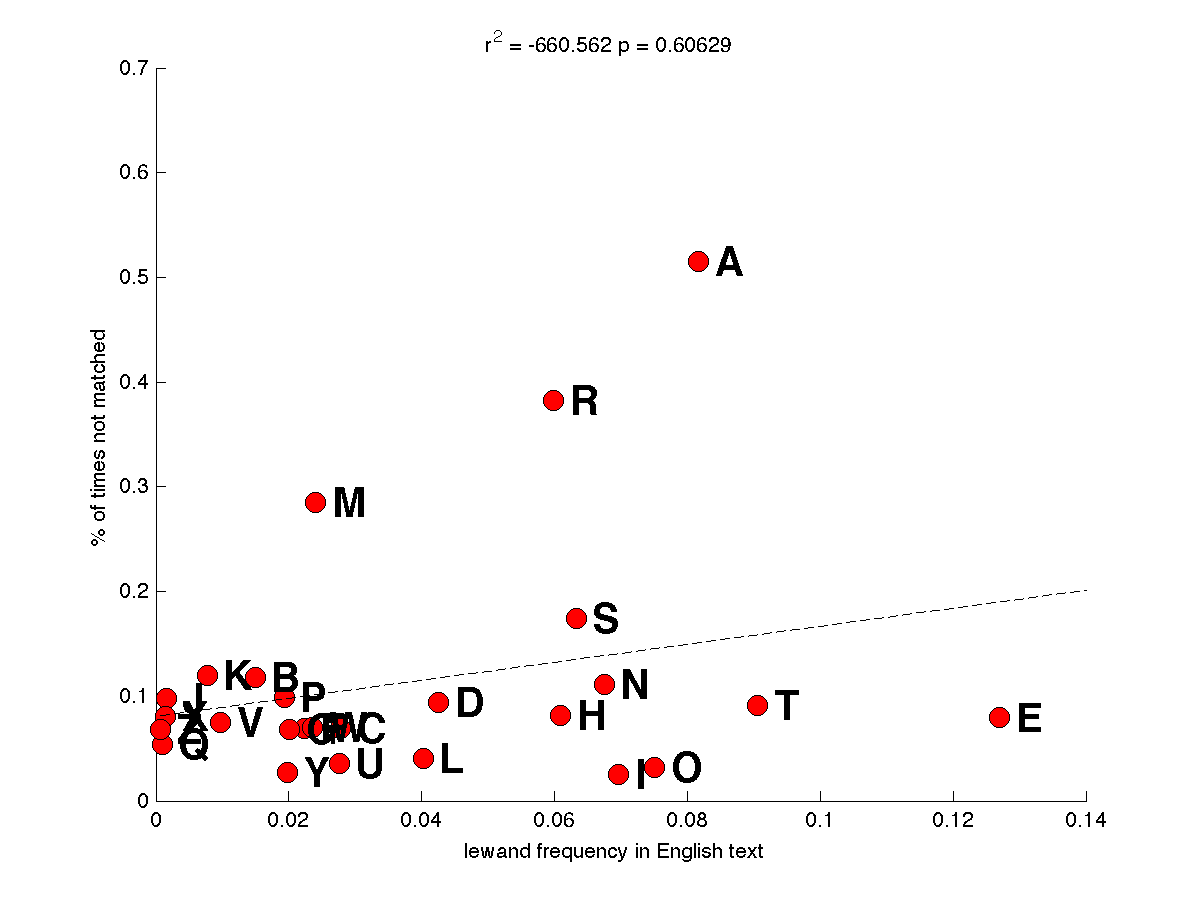 r2 = -660.562 p = 0.60629
0.7
0.6
0.5
0.4
0.3
0.2
0.1
0
% of times not matched
A
R
M
S
K
B
P
J
X
Z
Q
V
G
F
W
C
Y
U
D
L
H
N
I
O
T
E
0
0.02
0.04
0.06
0.08
0.1
0.12
0.14
lewand frequency in English text